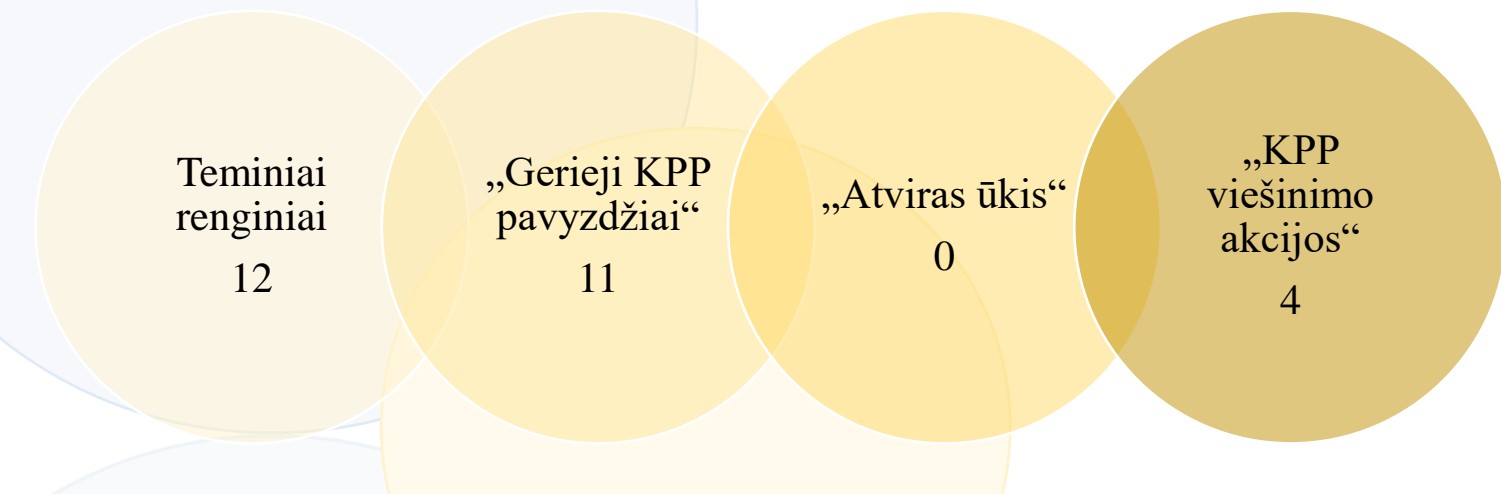 Teminiai
renginiai
12
„Gerieji KPP
pavyzdžiai“
11
„Atviras ūkis“
0
„KPP
viešinimo
akcijos“
4